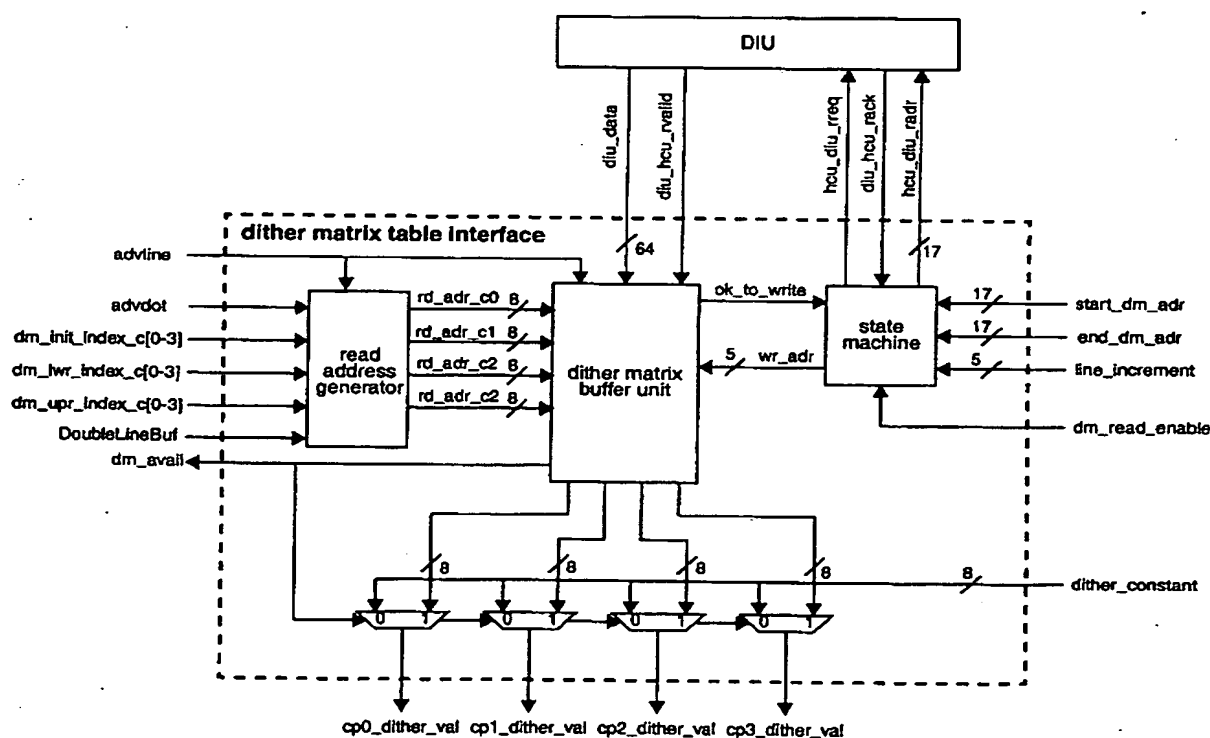 DIU
diu_data
diu_hcu_rvalid
hcu_diu_rreq
diu_hcu_rack
hcu_diu_radr
dither matrix table interface
64
17
advline
advdot
dm_init_index_c[0-3]
dm_lwr_index_c[0-3]
dm_upr_index_c[0-3]
DoubleLineBuf
dm_avail
read
address
generator
rd_adr_c0 8
rd_adr_c1 8
rd_adr_c2 8
rd_adr_c2 8
dither matrix
buffer unit
ok_to_write
5 wr_adr
state
machine
17 start_dm_adr
17 end_dm_adr
5 line_increment
dm_read_enable
8 8 8 8
8 dither_constant
0 1 0 1 0 1 0 1
cp0_dither_val cp1_dither_val cp2_dither_val cp3_dither_val